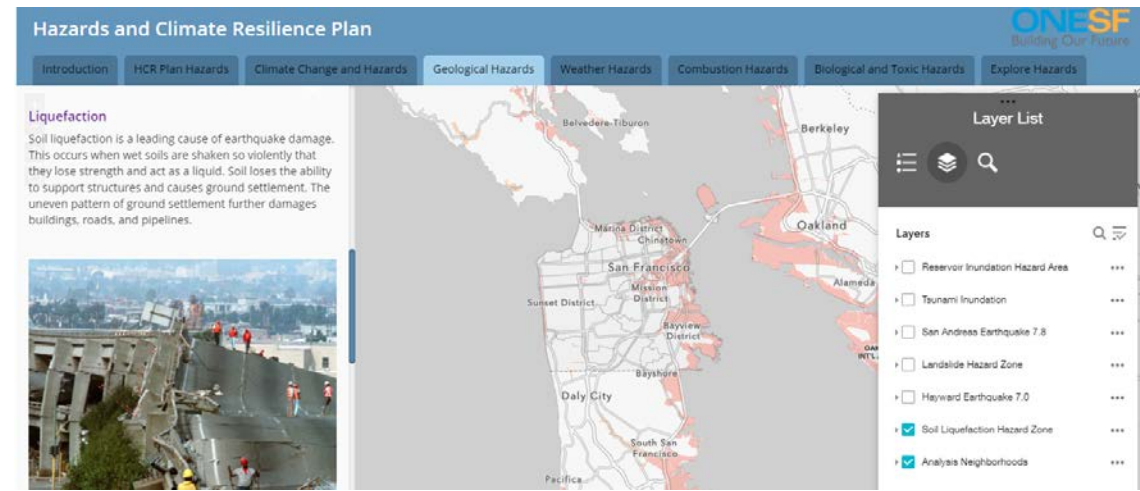 Hazards and Climate Resilience Plan
ONESF
Building Our Future
Introduction
HCR Plan Hazards
Climate Change and Hazards
Geological Hazards
Weather Hazards
Combustion Hazards
Biological and Toxic Hazards
Explore Hazards
Liquefaction
Soil liquefaction is a leading cause of earthquake damage.
This occurs when wet soils are shaken so violently that
they lose strength and act as a liquid. Soil loses the ability
to support structures and causes ground settlement. The
uneven pattern of ground settlement further damages
buildings, roads, and pipelines.
Belvedere-Tiburon
Berkeley
Oakland
Marina District
Chinatown
San Francisco
Mission
District
Sunset District
Alameda
Bayview
District
Bayshore
Daly City
South San
Francisco
Pacifica
Layer List
Layers
Reservoir Inundation Hazard Area
Tsunami Inundation
San Andreas Earthquake 7.8
Landslide Hazard Zone
Hayward Earthquake 7.0
Soil Liquefaction Hazard Zone
Analysis Neighborhoods